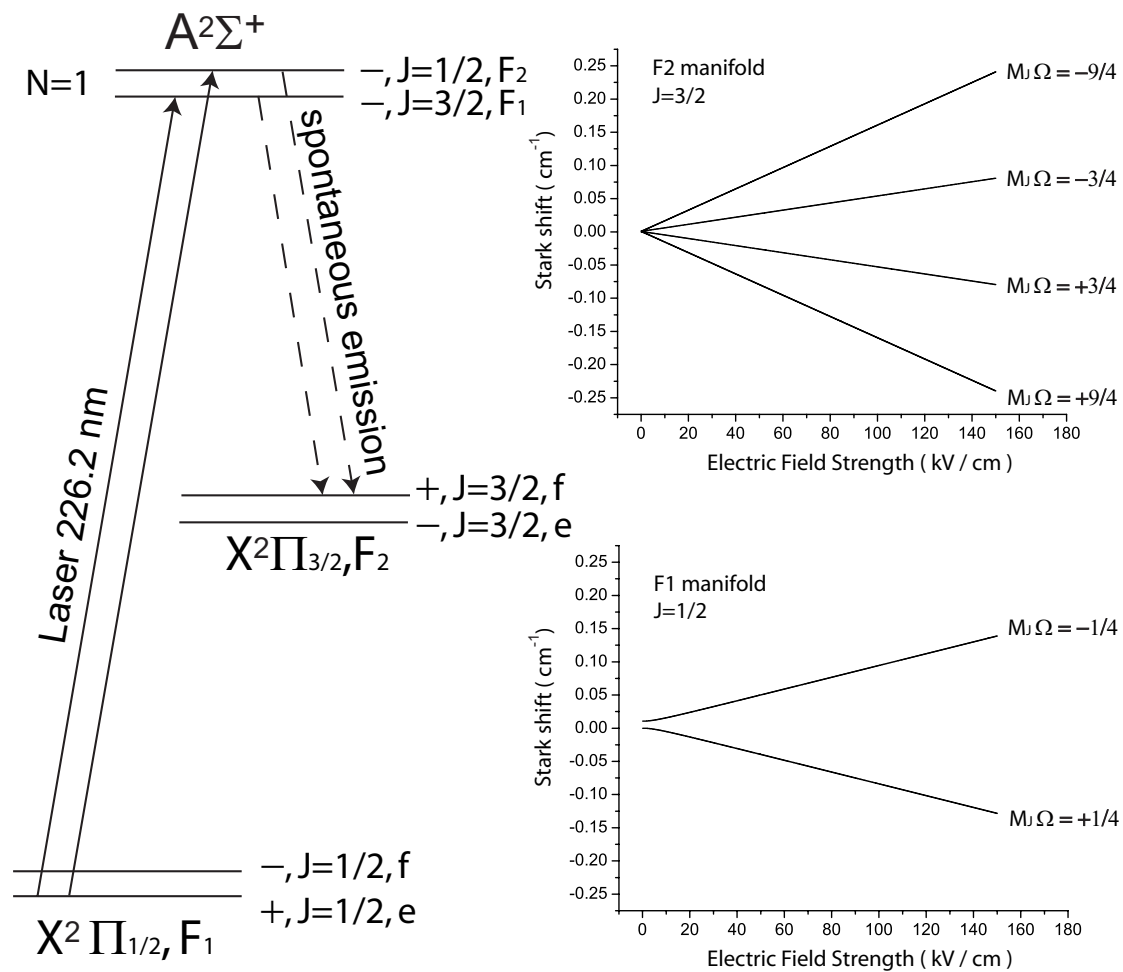 A²Σ⁺
N=1
−, J=1/2, F₂
−, J=3/2, F₁
Laser 226.2 nm
spontaneous emission
+, J=3/2, f
−, J=3/2, e
X²Π₃/₂,F₂
−, J=1/2, f
+, J=1/2, e
X² Π₁/₂, F₁
F2 manifold
J=3/2
Stark shift ( cm⁻¹)
0.25
0.20
0.15
0.10
0.05
0.00
-0.05
-0.10
-0.15
-0.20
-0.25
MJ Ω = −9/4
MJ Ω = −3/4
MJ Ω = +3/4
MJ Ω = +9/4
0 20 40 60 80 100 120 140 160 180
Electric Field Strength ( kV / cm )
F1 manifold
J=1/2
Stark shift ( cm⁻¹)
0.25
0.20
0.15
0.10
0.05
0.00
-0.05
-0.10
-0.15
-0.20
-0.25
MJ Ω = −1/4
MJ Ω = +1/4
0 20 40 60 80 100 120 140 160 180
Electric Field Strength ( kV / cm )